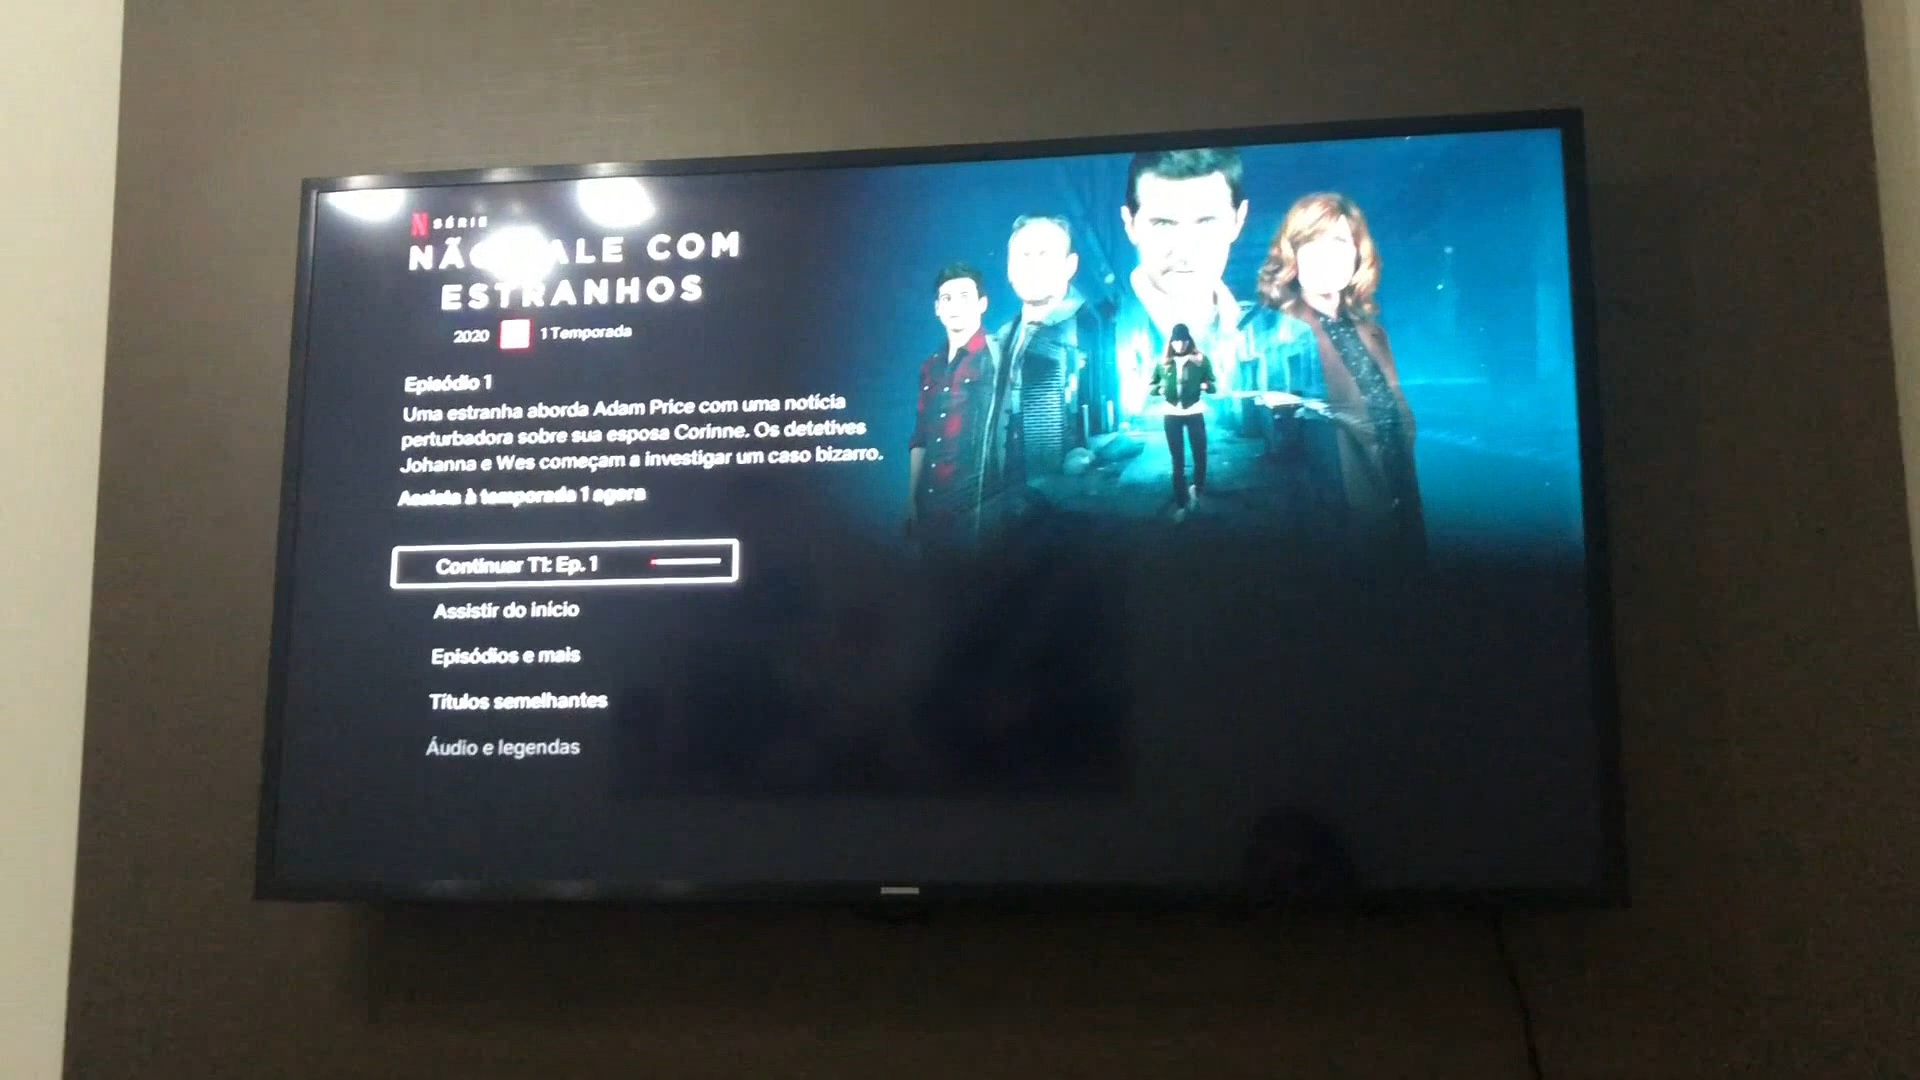 N SÉRIE
COM
ESTRANHOS
2020 1 Temporada
Episódio 1
Uma estranha aborda Adam Price com uma notícia
perturbadora sobre sua esposa Corinne. Os detetives
Johanna e Wes começam a investigar um caso bizarro.
Assista à temporada 1 agora
Continuar T1: Ep. 1
Assistir do início
Episódios e mais
Títulos semelhantes
Áudio e legendas